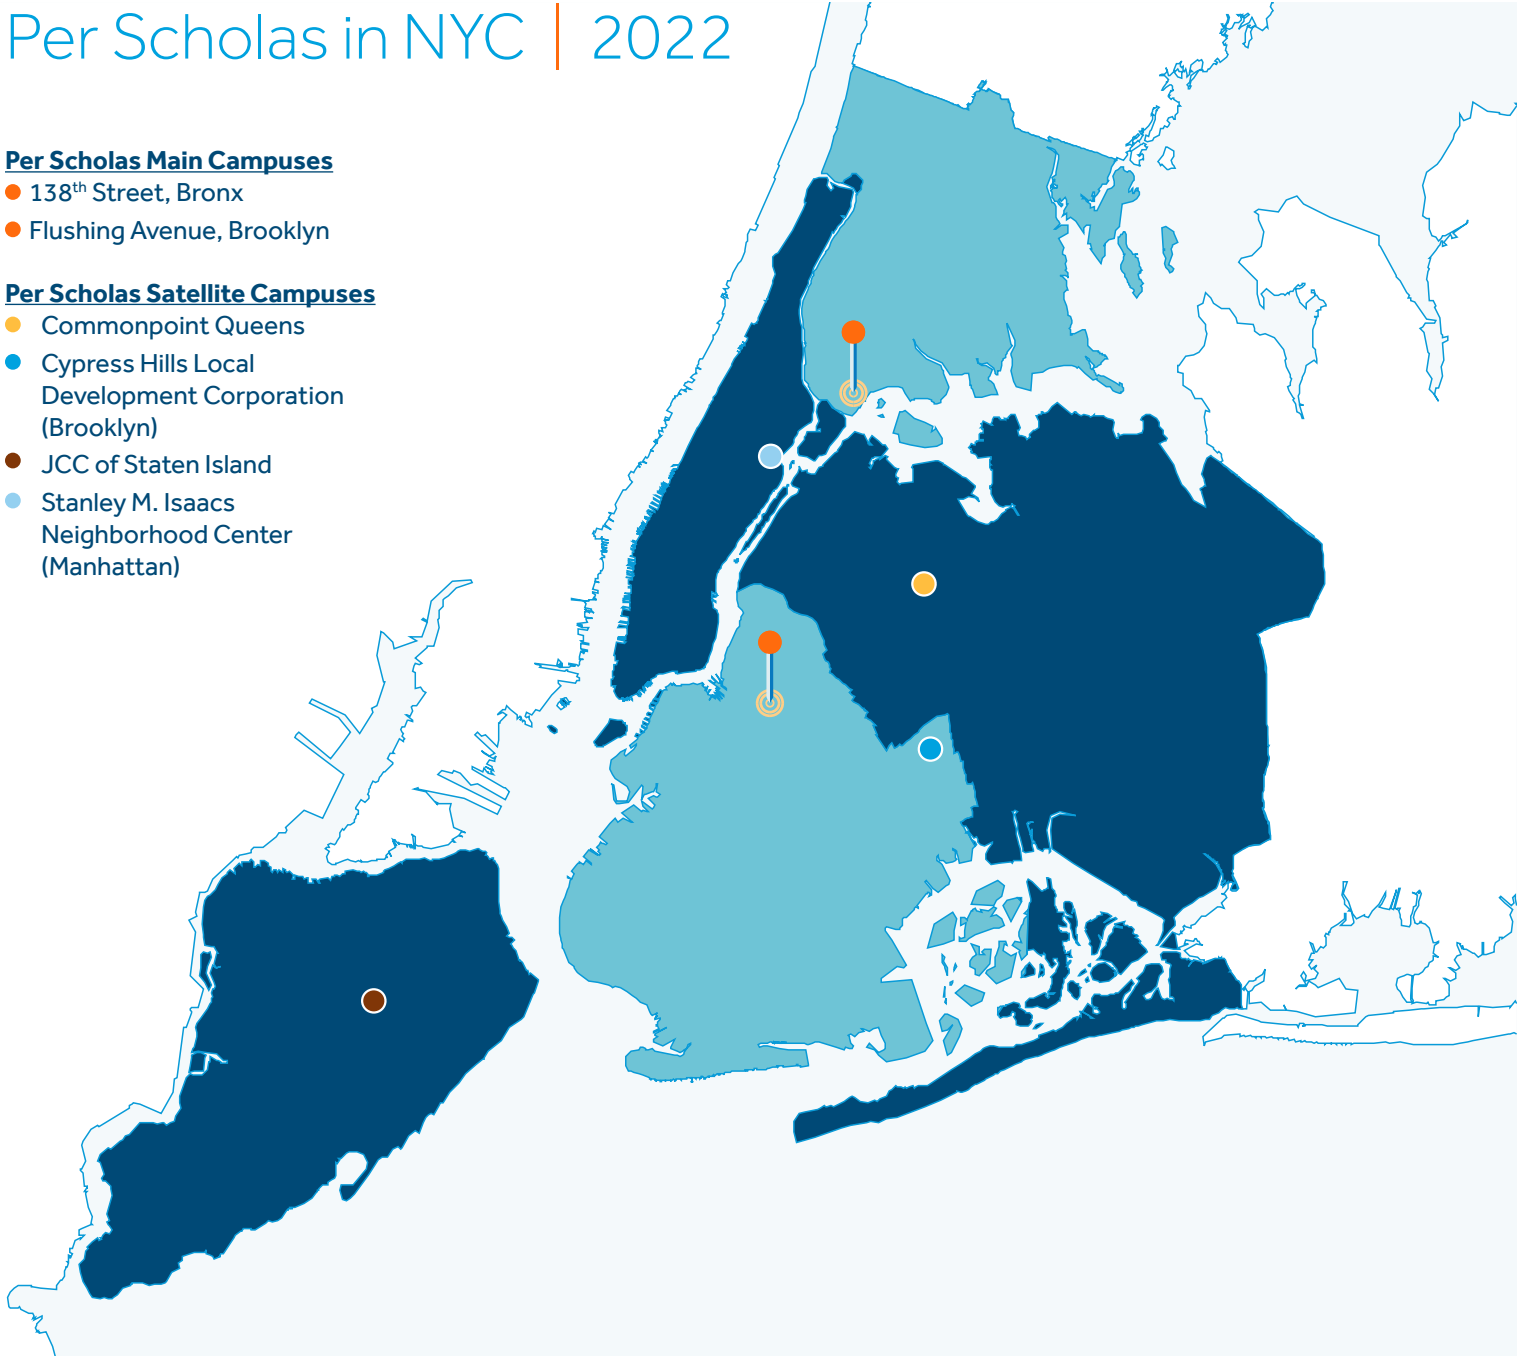 Per Scholas in NYC | 2022
Per Scholas Main Campuses
138th Street, Bronx
Flushing Avenue, Brooklyn
Per Scholas Satellite Campuses
Commonpoint Queens
Cypress Hills Local
Development Corporation
(Brooklyn)
JCC of Staten Island
Stanley M. Isaacs
Neighborhood Center
(Manhattan)